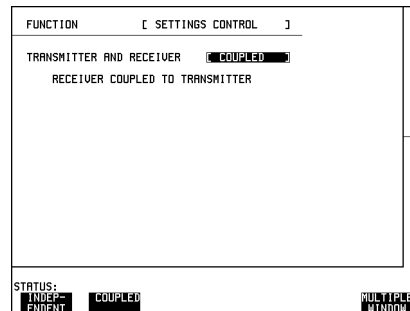 FUNCTION [ SETTINGS CONTROL ]
TRANSMITTER AND RECEIVER [ COUPLED ]
RECEIVER COUPLED TO TRANSMITTER
STATUS:
INDEP- COUPLED MULTIPLE
ENDENT WINDOW